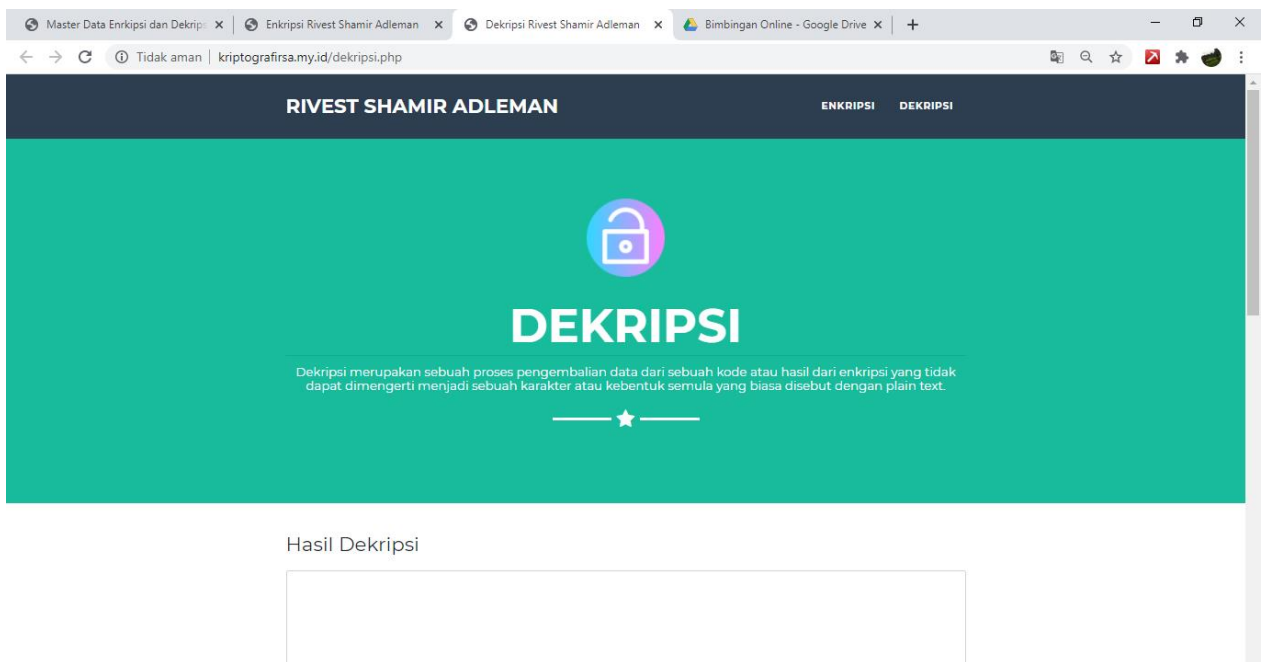 Master Data Enrkipsi dan Dekrips
Enkripsi Rivest Shamir Adleman
Dekripsi Rivest Shamir Adleman
Bimbingan Online - Google Drive
Tidak aman
kriptografirsa.my.id/dekripsi.php
RIVEST SHAMIR ADLEMAN
ENKRIPSI
DEKRIPSI
DEKRIPSI
Dekripsi merupakan sebuah proses pengembalian data dari sebuah kode atau hasil dari enkripsi yang tidak
dapat dimengerti menjadi sebuah karakter atau kebentuk semula yang biasa disebut dengan plain text.
Hasil Dekripsi